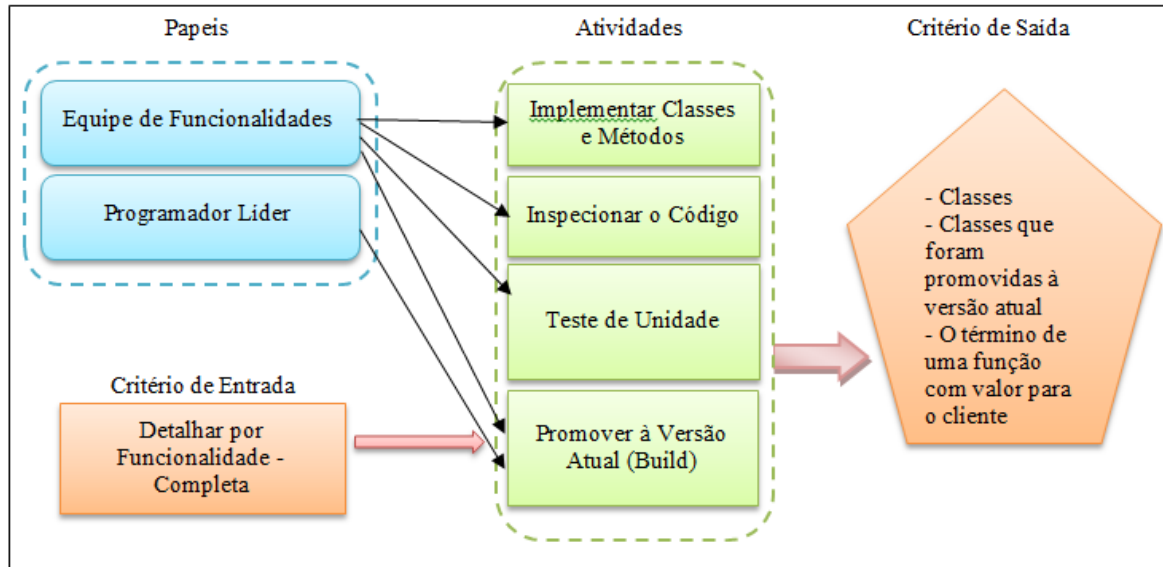 Papeis
Atividades
Critério de Saída
Equipe de Funcionalidades
Programador Líder
Critério de Entrada
Detalhar por
Funcionalidade -
Completa
Implementar Classes
e Métodos
Inspecionar o Código
Teste de Unidade
Promover à Versão
Atual (Build)
- Classes
- Classes que
foram
promovidas à
versão atual
- O término de
uma função
com valor para
o cliente